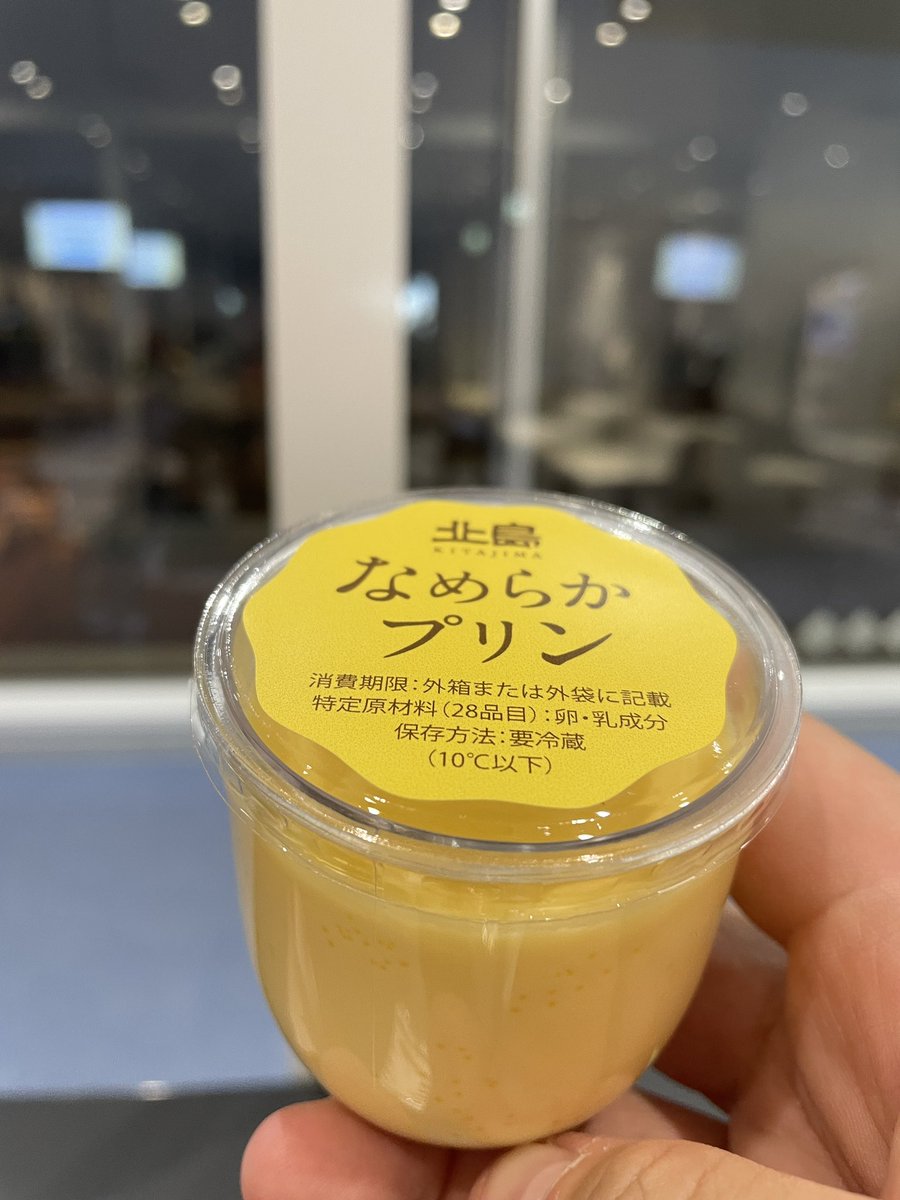 北島
KITAJIMA
なめらか
プリン
消費期限：外箱または外袋に記載
特定原材料（28品目）：卵・乳成分
保存方法：要冷蔵
（10℃以下）